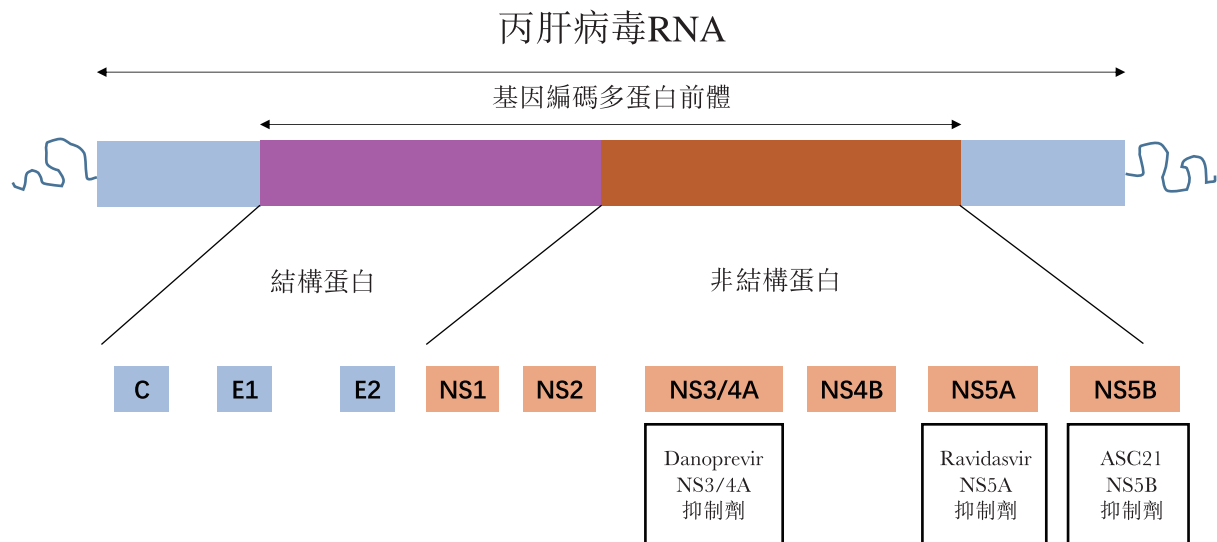 丙肝病毒RNA
基因編碼多蛋白前體
結構蛋白
非結構蛋白
C
E1
E2
NS1
NS2
NS3/4A
NS4B
NS5A
NS5B
Danoprevir
NS3/4A
抑制劑
Ravidasvir
NS5A
抑制劑
ASC21
NS5B
抑制劑